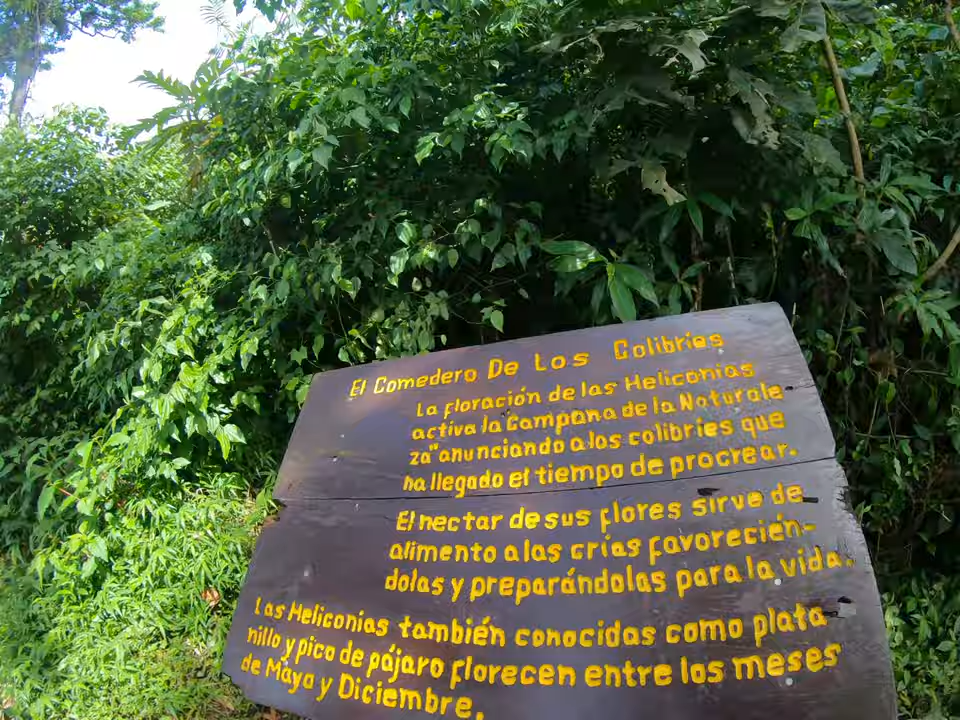 El Comedero De Los Colibríes
La floración de las Heliconias
activa la "Campana de la Naturale
za" anunciando a los colibríes que
ha llegado el tiempo de procrear.
El nectar de sus flores sirve de
alimento a las crías favorecién-
dolas y preparándolas para la vida.
Las Heliconias también conocidas como plata
nillo y pico de pájaro florecen entre los meses
de Mayo y Diciembre.